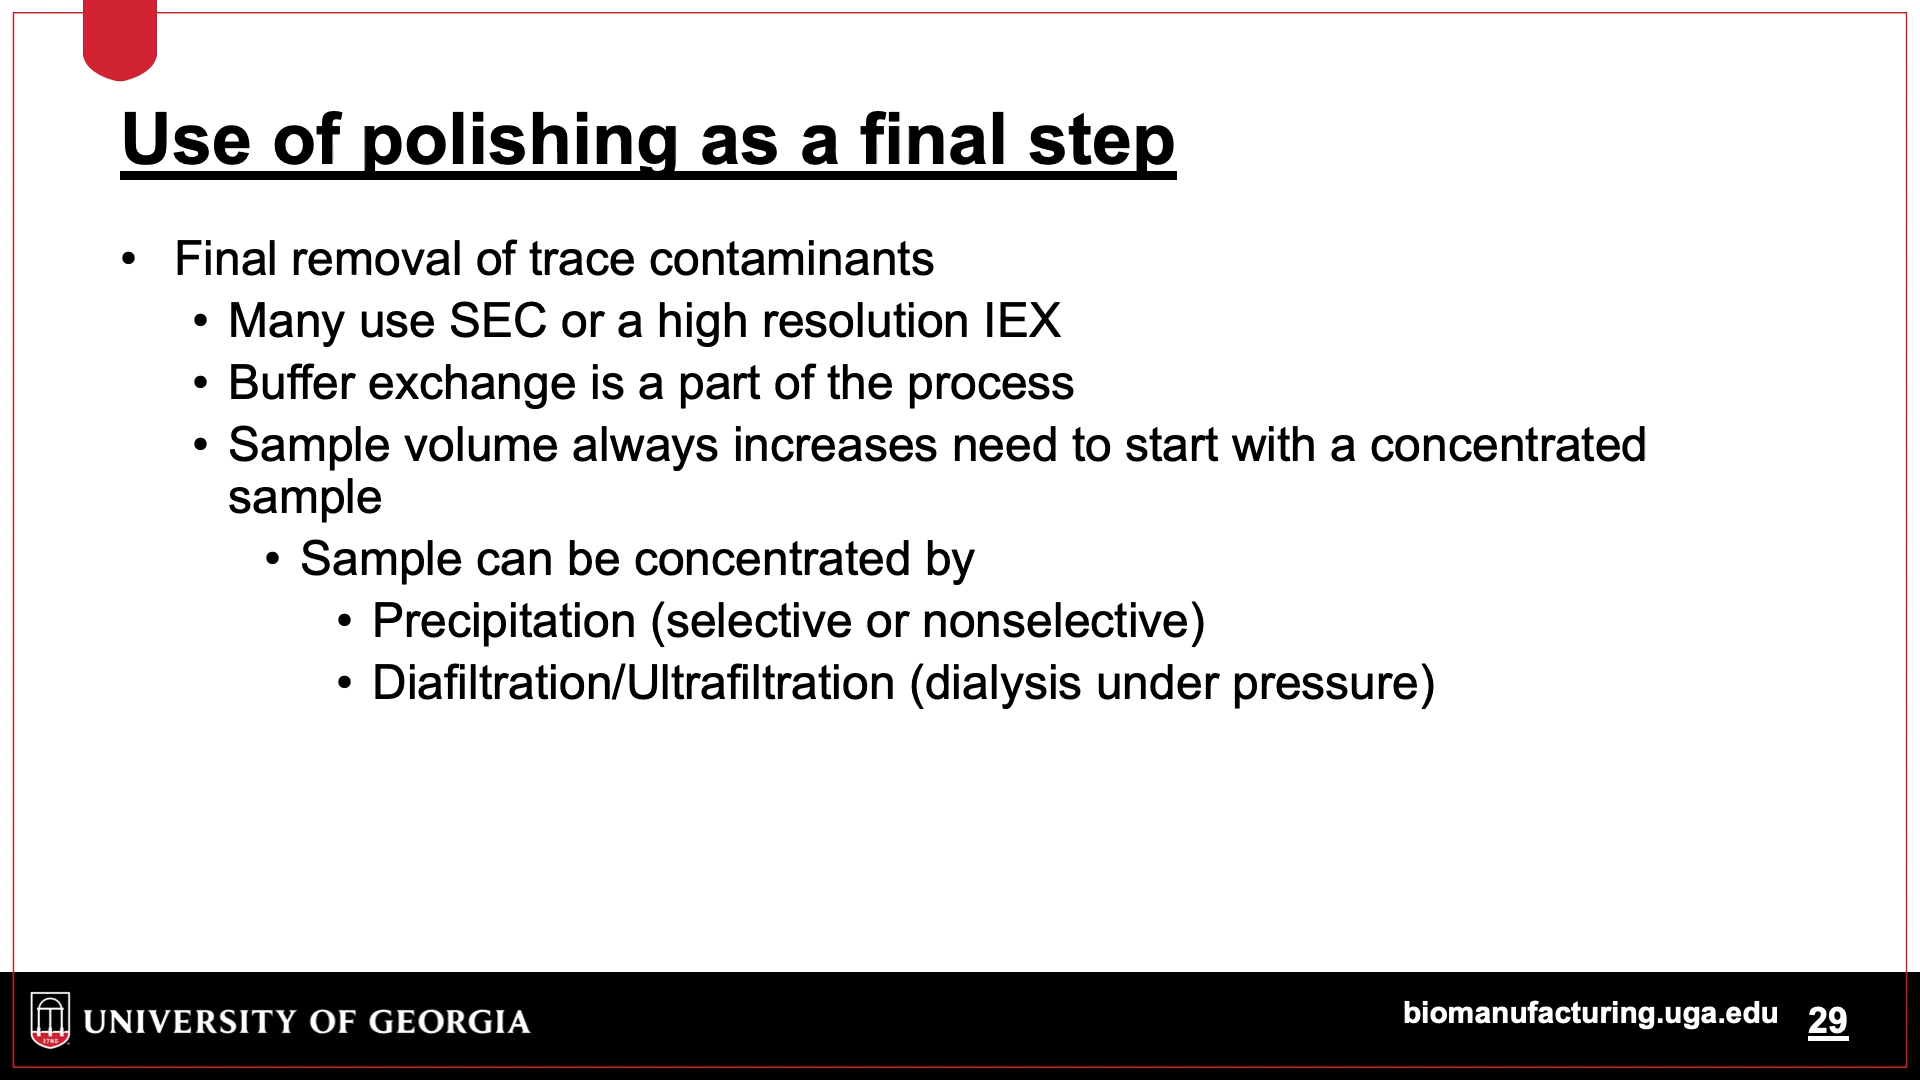 Use of polishing as a final step
• Final removal of trace contaminants
• Many use SEC or a high resolution IEX
• Buffer exchange is a part of the process
• Sample volume always increases need to start with a concentrated
sample
• Sample can be concentrated by
• Precipitation (selective or nonselective)
• Diafiltration/Ultrafiltration (dialysis under pressure)
1785
UNIVERSITY OF GEORGIA
biomanufacturing.uga.edu
29